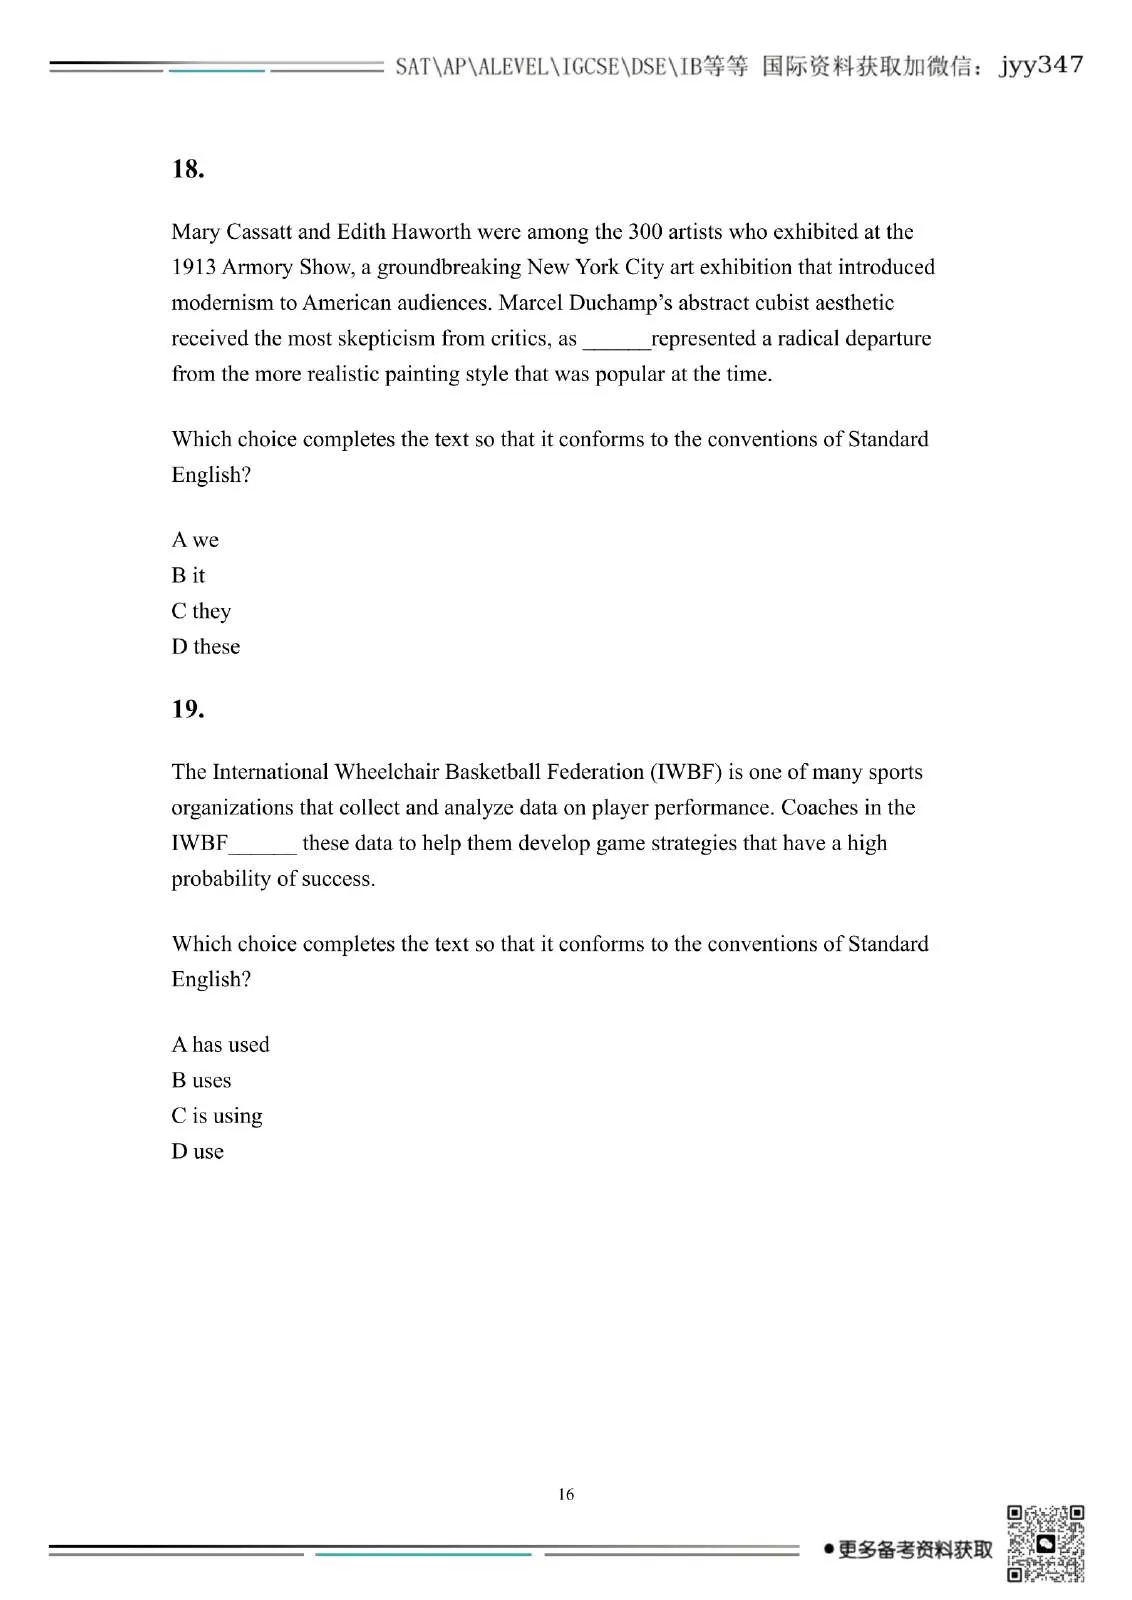 SAT\AP\ALEVEL\IGCSE\DSE\IB等等 国际资料获取加微信： jyy347
18.
Mary Cassatt and Edith Haworth were among the 300 artists who exhibited at the
1913 Armory Show, a groundbreaking New York City art exhibition that introduced
modernism to American audiences. Marcel Duchamp’s abstract cubist aesthetic
received the most skepticism from critics, as ______represented a radical departure
from the more realistic painting style that was popular at the time.
Which choice completes the text so that it conforms to the conventions of Standard
English?
A we
B it
C they
D these
19.
The International Wheelchair Basketball Federation (IWBF) is one of many sports
organizations that collect and analyze data on player performance. Coaches in the
IWBF______ these data to help them develop game strategies that have a high
probability of success.
Which choice completes the text so that it conforms to the conventions of Standard
English?
A has used
B uses
C is using
D use
16
●更多备考资料获取